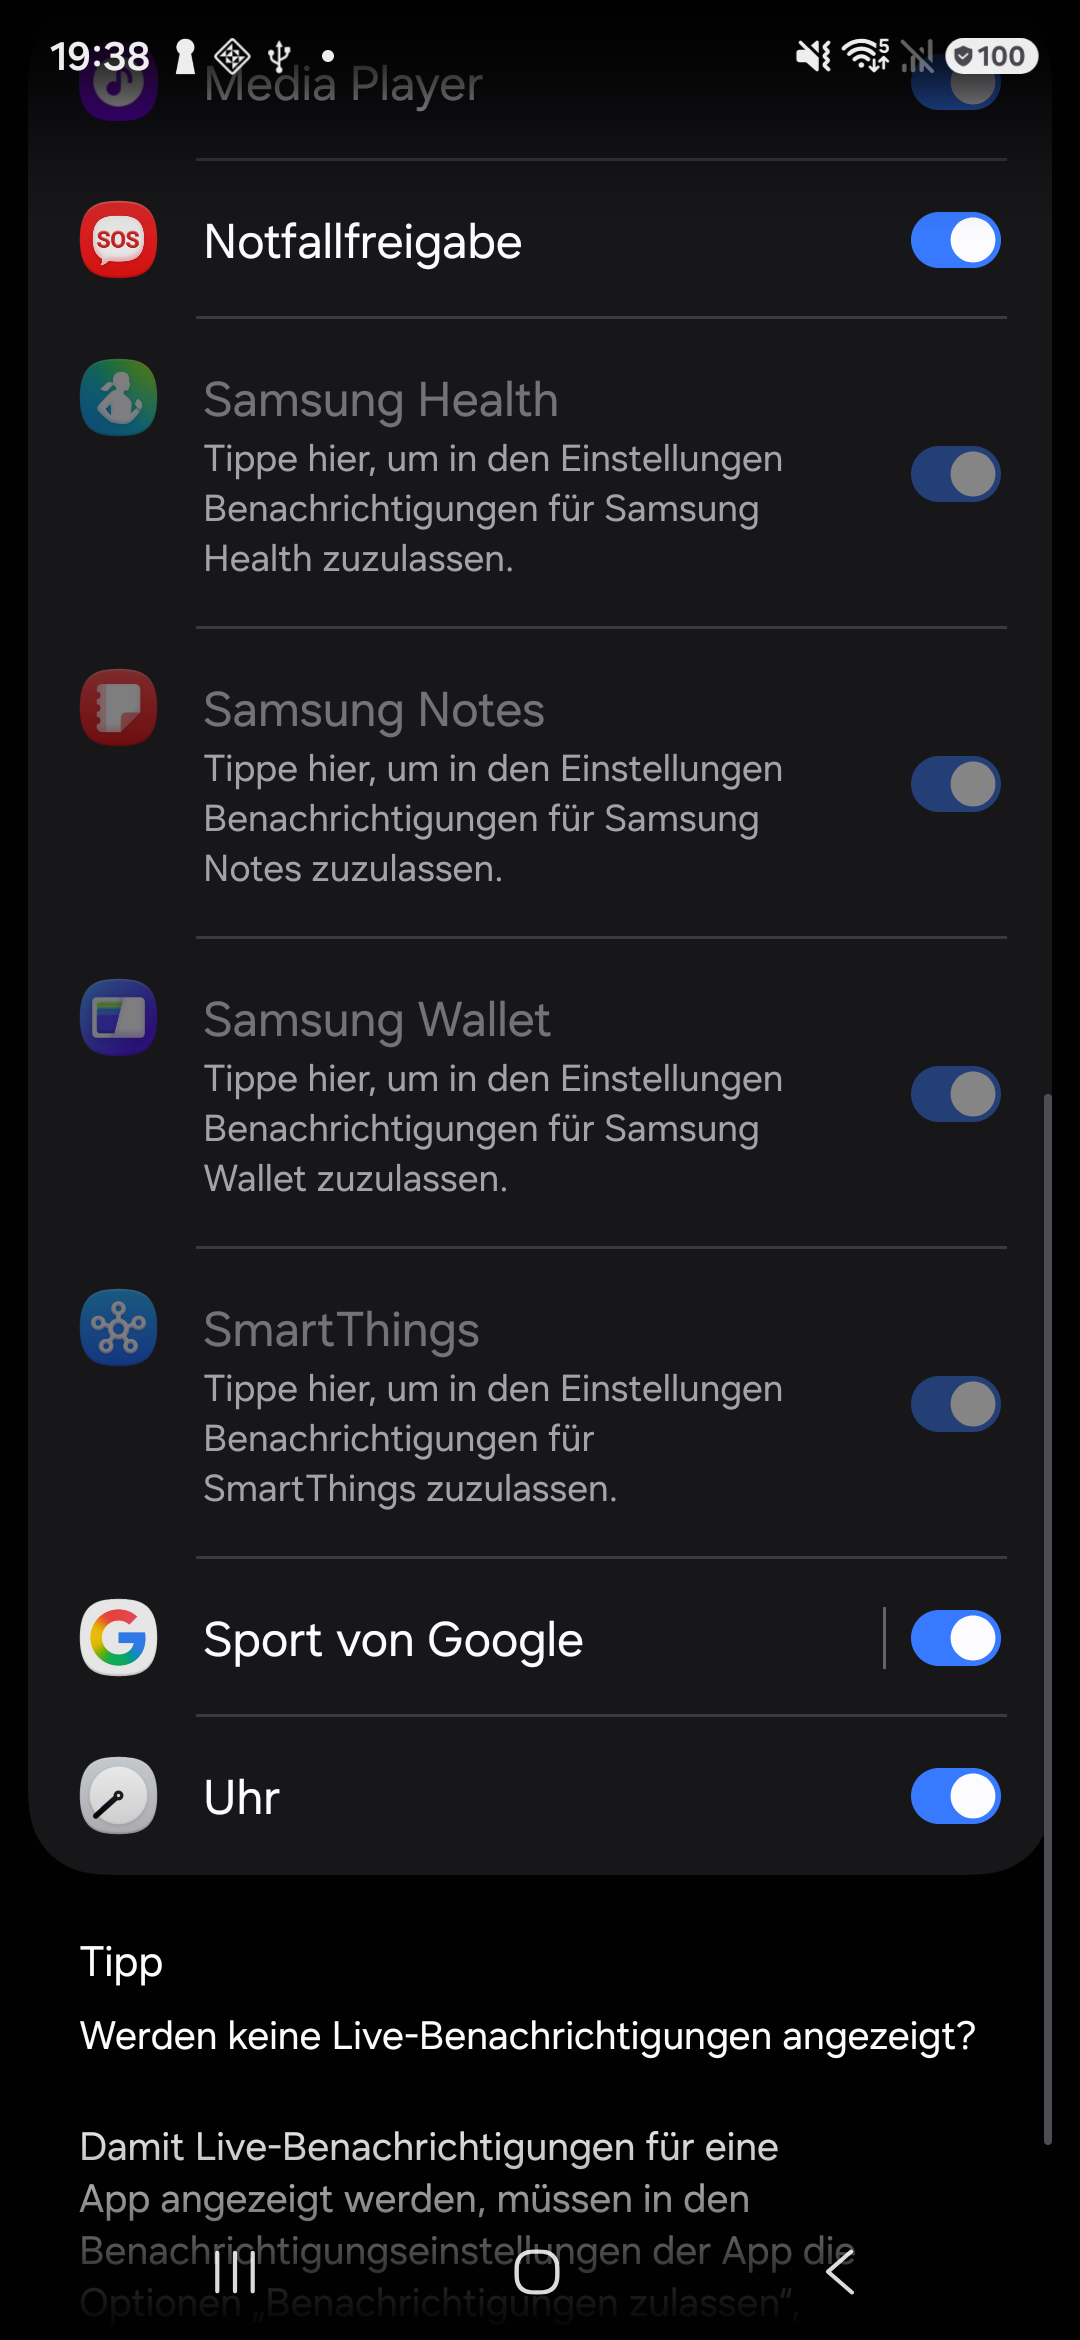 19:38
5
100
Media Player
SOS
Notfallfreigabe
Samsung Health
Tippe hier, um in den Einstellungen
Benachrichtigungen für Samsung
Health zuzulassen.
Samsung Notes
Tippe hier, um in den Einstellungen
Benachrichtigungen für Samsung
Notes zuzulassen.
Samsung Wallet
Tippe hier, um in den Einstellungen
Benachrichtigungen für Samsung
Wallet zuzulassen.
SmartThings
Tippe hier, um in den Einstellungen
Benachrichtigungen für
SmartThings zuzulassen.
Sport von Google
Uhr
Tipp
Werden keine Live-Benachrichtigungen angezeigt?
Damit Live-Benachrichtigungen für eine
App angezeigt werden, müssen in den
Benachrichtigungseinstellungen der App die
Optionen „Benachrichtigungen zulassen“,